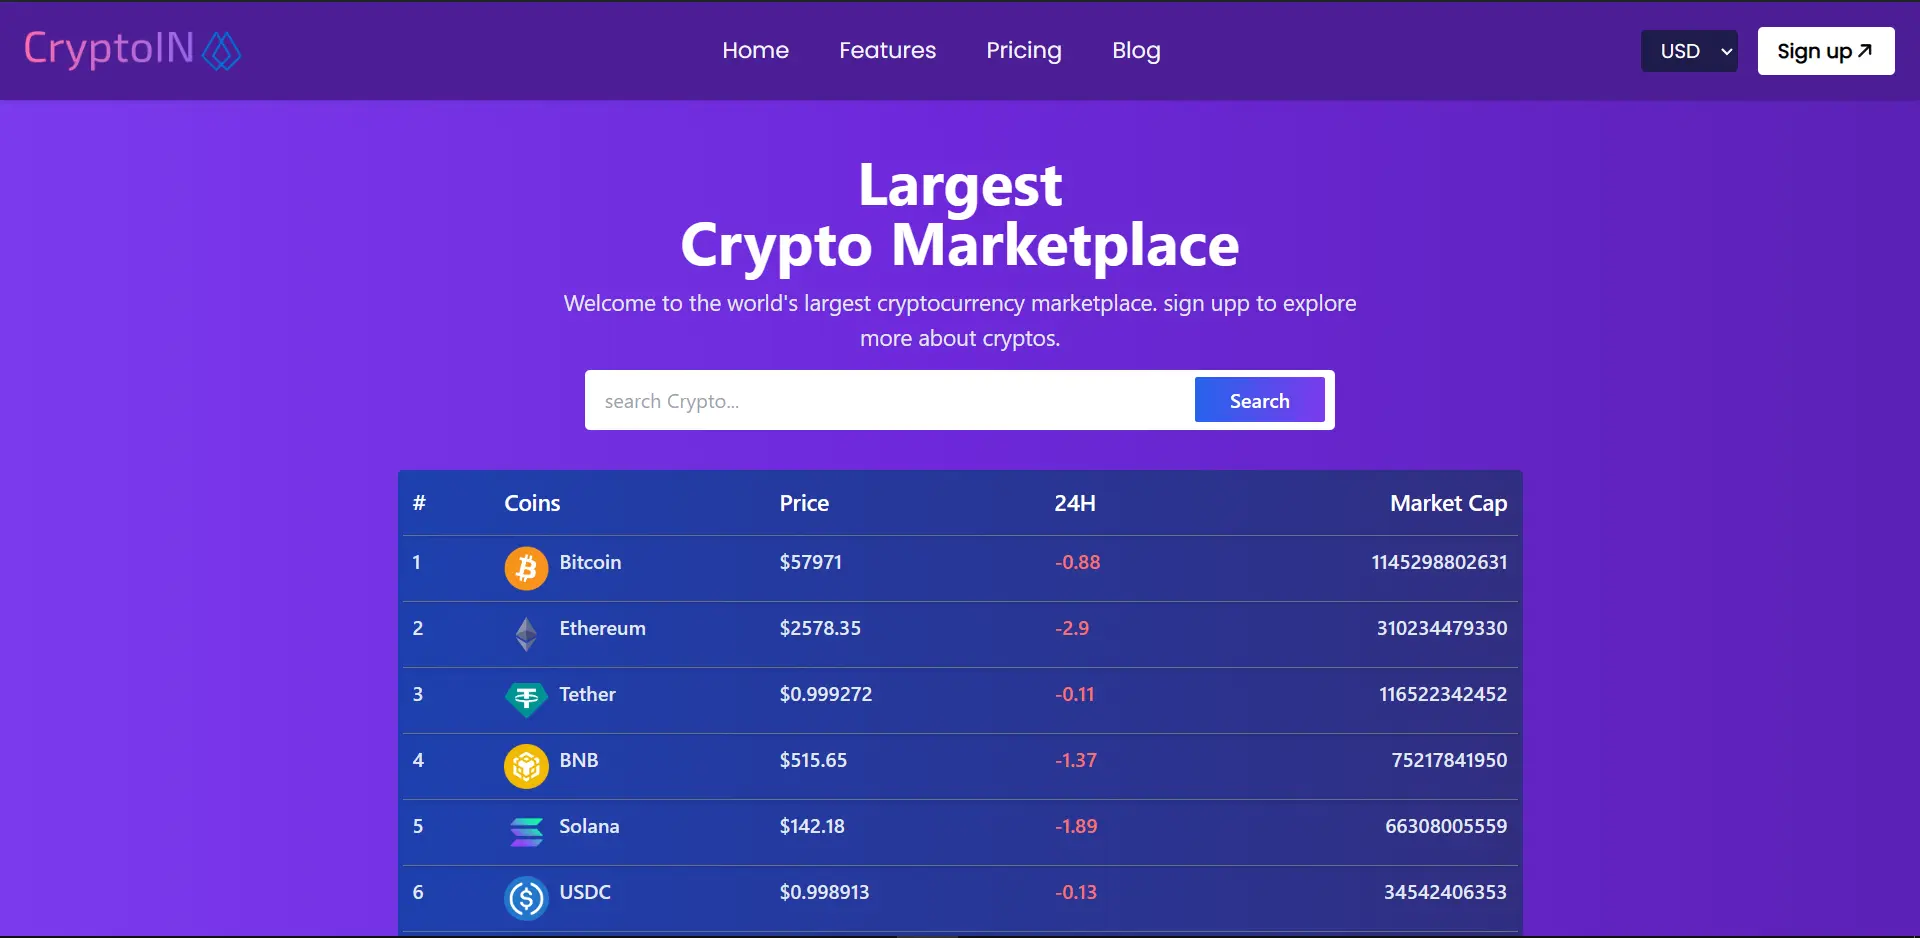 CryptoIN
Home Features Pricing Blog
USD
Sign up
Largest
Crypto Marketplace
Welcome to the world's largest cryptocurrency marketplace. sign upp to explore
more about cryptos.
search Crypto...
Search
# Coins Price 24H Market Cap
1 Bitcoin $57971 -0.88 1145298802631
2 Ethereum $2578.35 -2.9 310234479330
3 Tether $0.999272 -0.11 116522342452
4 BNB $515.65 -1.37 75217841950
5 Solana $142.18 -1.89 66308005559
6 USDC $0.998913 -0.13 34542406353